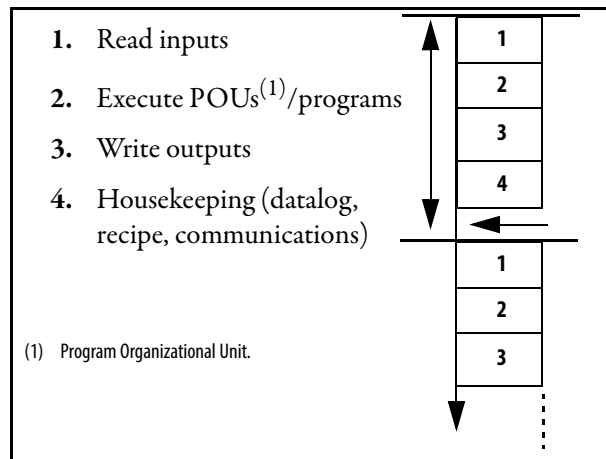 1. Read inputs
2. Execute POUs(1)/programs
3. Write outputs
4. Housekeeping (datalog,
recipe, communications)
(1) Program Organizational Unit.
1
2
3
4
1
2
3